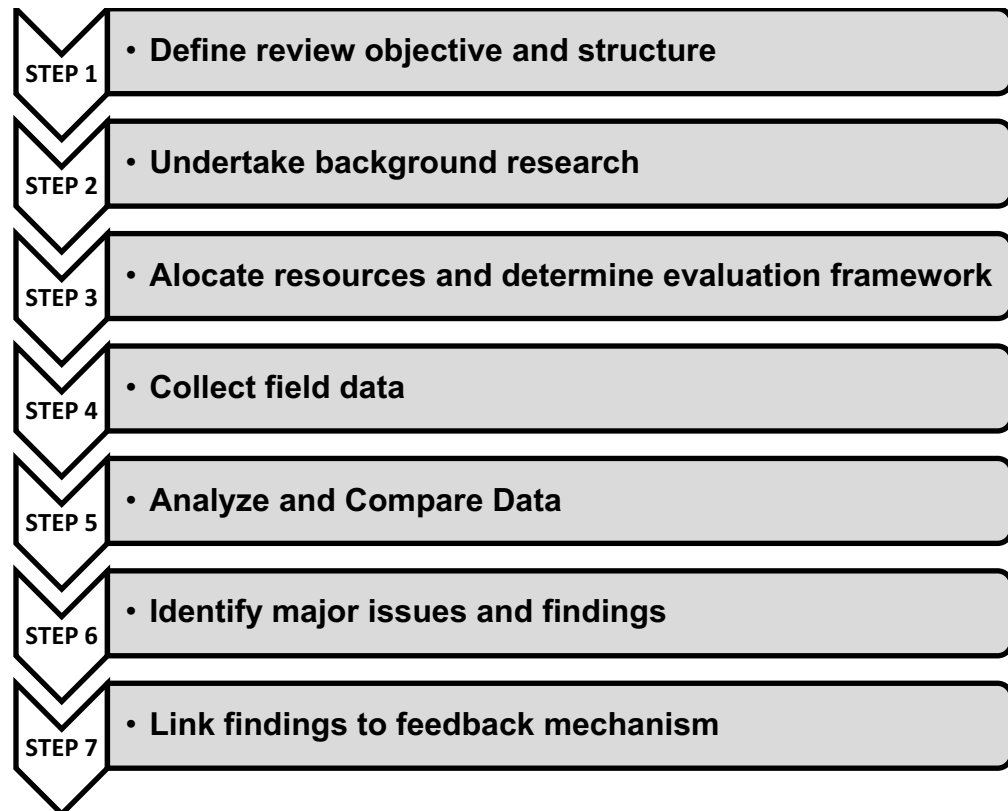 STEP 1
• Define review objective and structure
STEP 2
• Undertake background research
STEP 3
• Alocate resources and determine evaluation framework
STEP 4
• Collect field data
STEP 5
• Analyze and Compare Data
STEP 6
• Identify major issues and findings
STEP 7
• Link findings to feedback mechanism